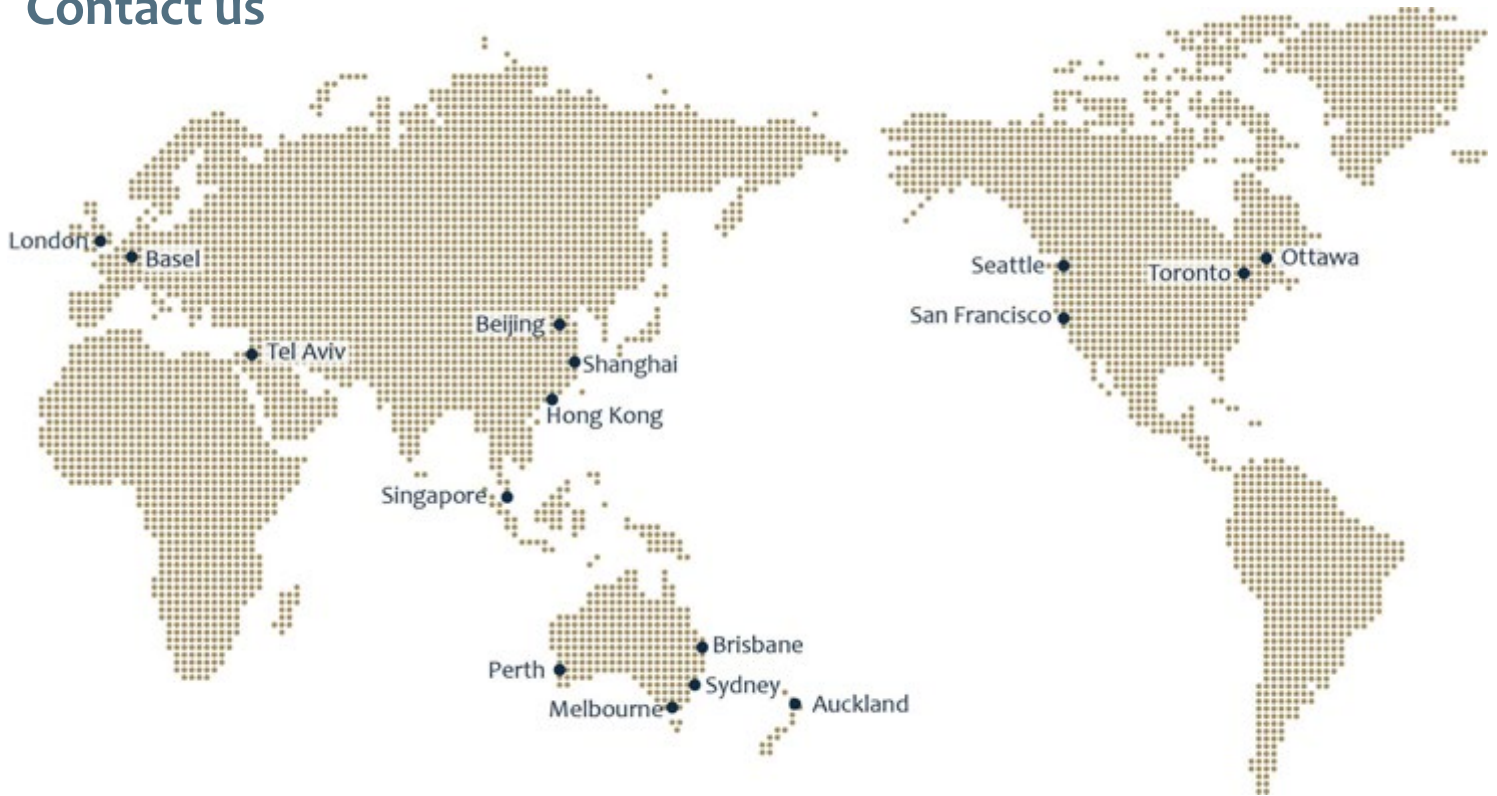 Contact us
London
Basel
Seattle
Ottawa
Toronto
San Francisco
Beijing
Tel Aviv
Shanghai
Hong Kong
Singapore
Brisbane
Perth
Sydney
Melbourne
Auckland